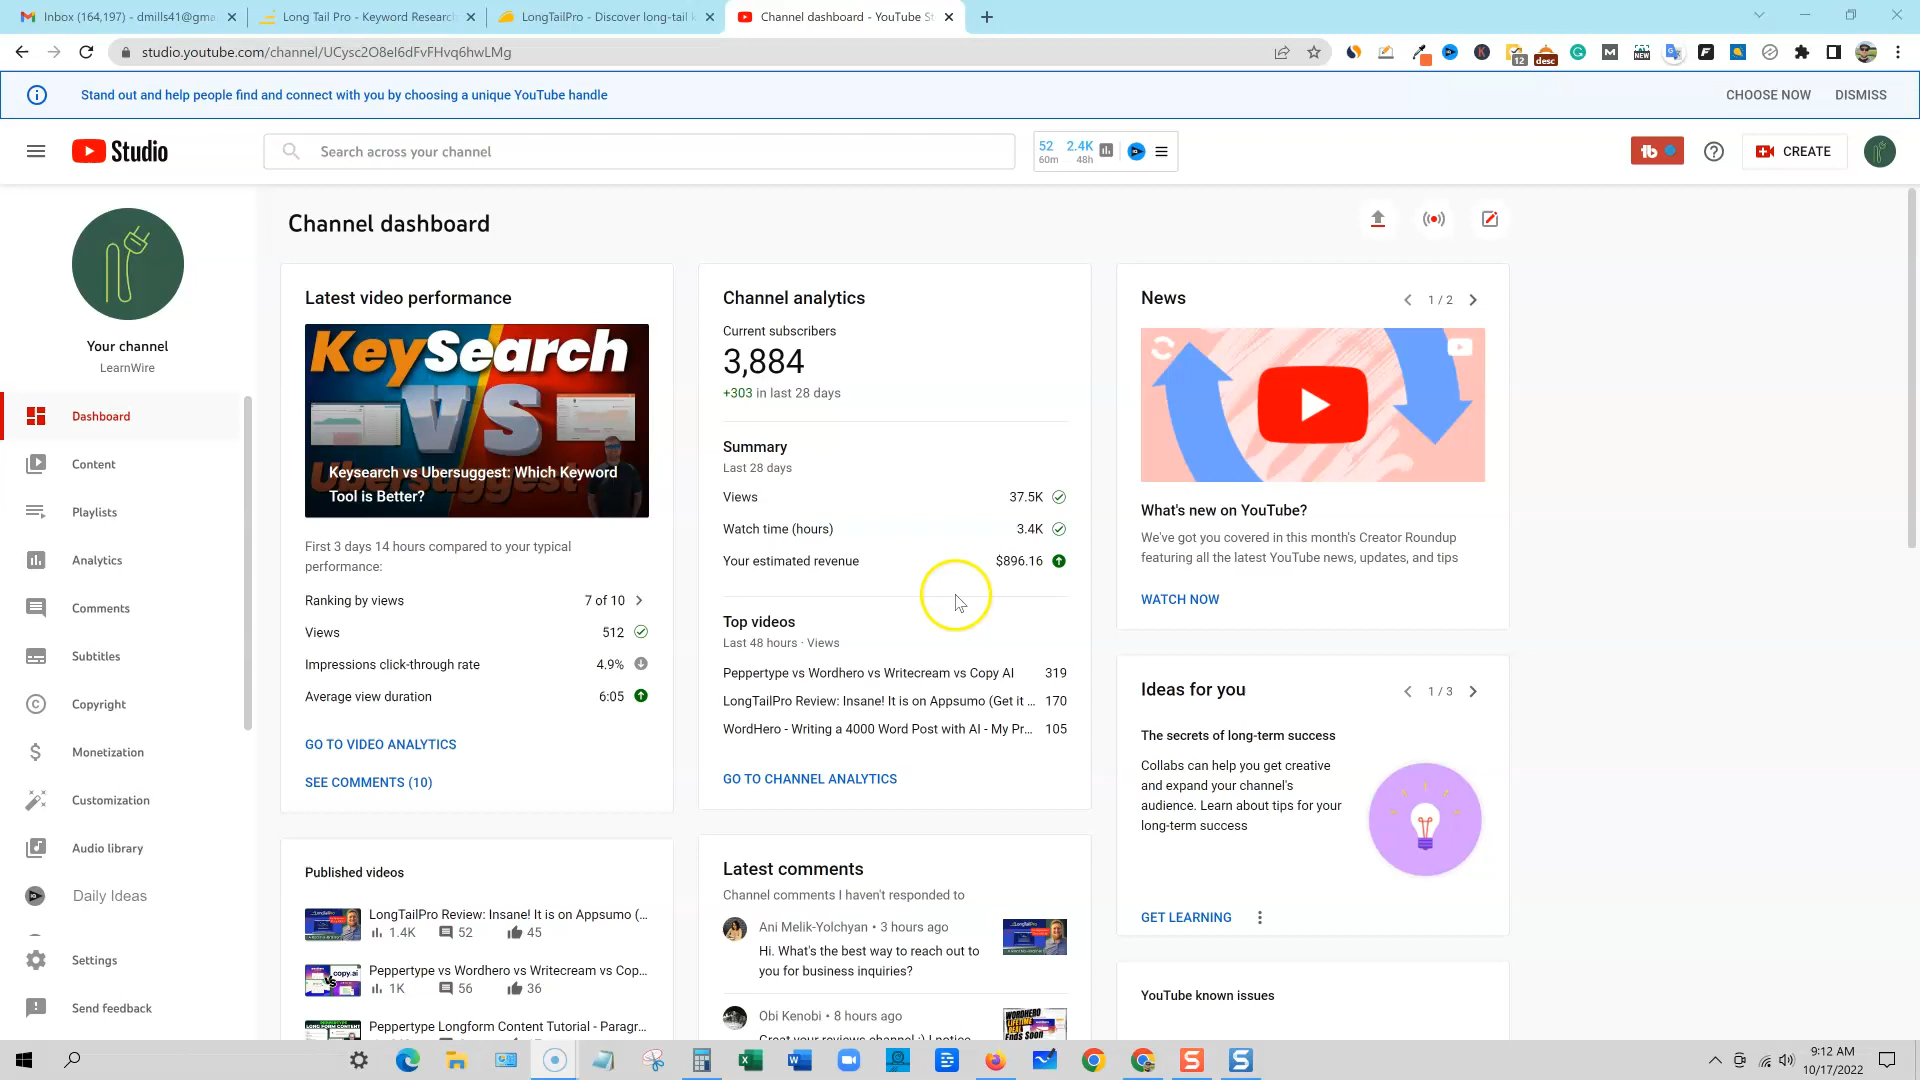 Inbox (164,197) - dmills41@gma
Long Tail Pro - Keyword Research
LongTailPro - Discover long-tail k
Channel dashboard - YouTube St
studio.youtube.com/channel/UCysc2O8eI6dFvFHvq6hwLMg
12
desc
NEW
Stand out and help people find and connect with you by choosing a unique YouTube handle
CHOOSE NOW
DISMISS
Studio
Search across your channel
52 2.4K
60m 48h
CREATE
Channel dashboard
Your channel
LearnWire
Dashboard
Content
Playlists
Analytics
Comments
Subtitles
Copyright
Monetization
Customization
Audio library
Daily Ideas
Settings
Send feedback
Latest video performance
KeySearch
VS
Ubersuggest
Keysearch vs Ubersuggest: Which Keyword
Tool is Better?
First 3 days 14 hours compared to your typical
performance:
Ranking by views 7 of 10
Views 512
Impressions click-through rate 4.9%
Average view duration 6:05
GO TO VIDEO ANALYTICS
SEE COMMENTS (10)
Published videos
LongTailPro Review: Insane! It is on Appsumo (...
1.4K 52 45
Peppertype vs Wordhero vs Writecream vs Cop...
1K 56 36
Peppertype Longform Content Tutorial - Paragr...
Channel analytics
Current subscribers
3,884
+303 in last 28 days
Summary
Last 28 days
Views 37.5K
Watch time (hours) 3.4K
Your estimated revenue $896.16
Top videos
Last 48 hours · Views
Peppertype vs Wordhero vs Writecream vs Copy AI 319
LongTailPro Review: Insane! It is on Appsumo (Get it ... 170
WordHero - Writing a 4000 Word Post with AI - My Pr... 105
GO TO CHANNEL ANALYTICS
Latest comments
Channel comments I haven't responded to
Ani Melik-Yolchyan • 3 hours ago
Hi. What's the best way to reach out to
you for business inquiries?
Obi Kenobi • 8 hours ago
Great your reviews channel :) I notice
News
1 / 2
What's new on YouTube?
We've got you covered in this month's Creator Roundup
featuring all the latest YouTube news, updates, and tips
WATCH NOW
Ideas for you
1 / 3
The secrets of long-term success
Collabs can help you get creative
and expand your channel's
audience. Learn about tips for your
long-term success
GET LEARNING
YouTube known issues
9:12 AM
10/17/2022